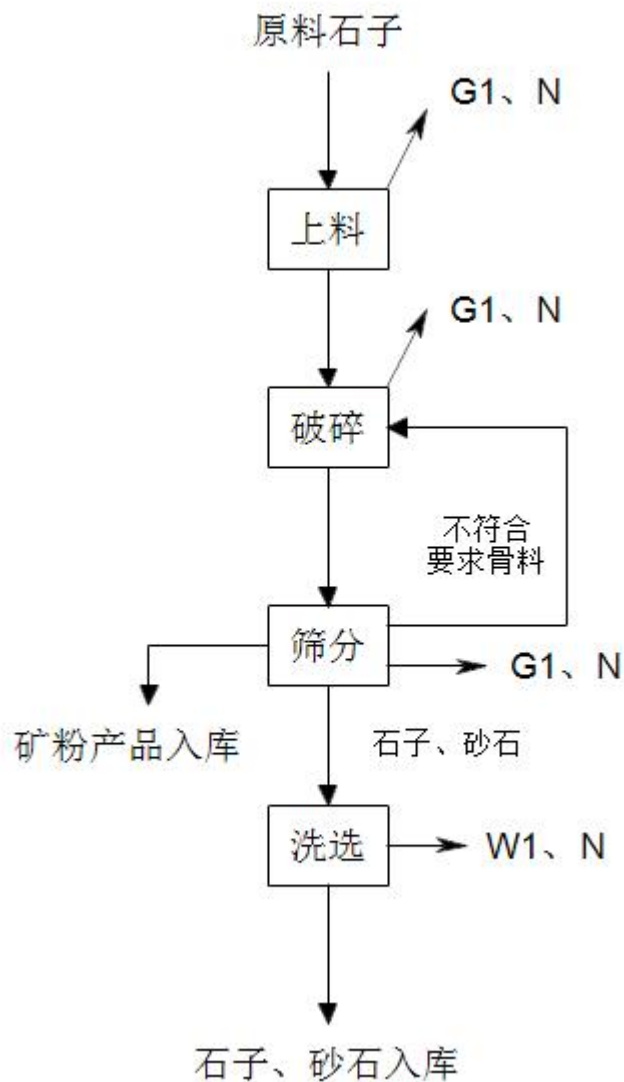 原料石子
G1、N
上料
G1、N
破碎
不符合
要求骨料
筛分
G1、N
矿粉产品入库
石子、砂石
洗选
W1、N
石子、砂石入库